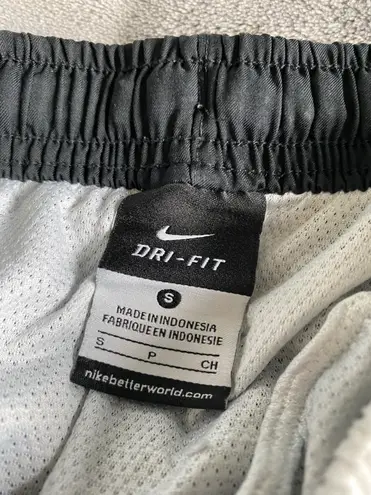 DRI-FIT
S
MADE IN INDONESIA
FABRIQUE EN INDONESIE
S P CH
nikebetterworld.com